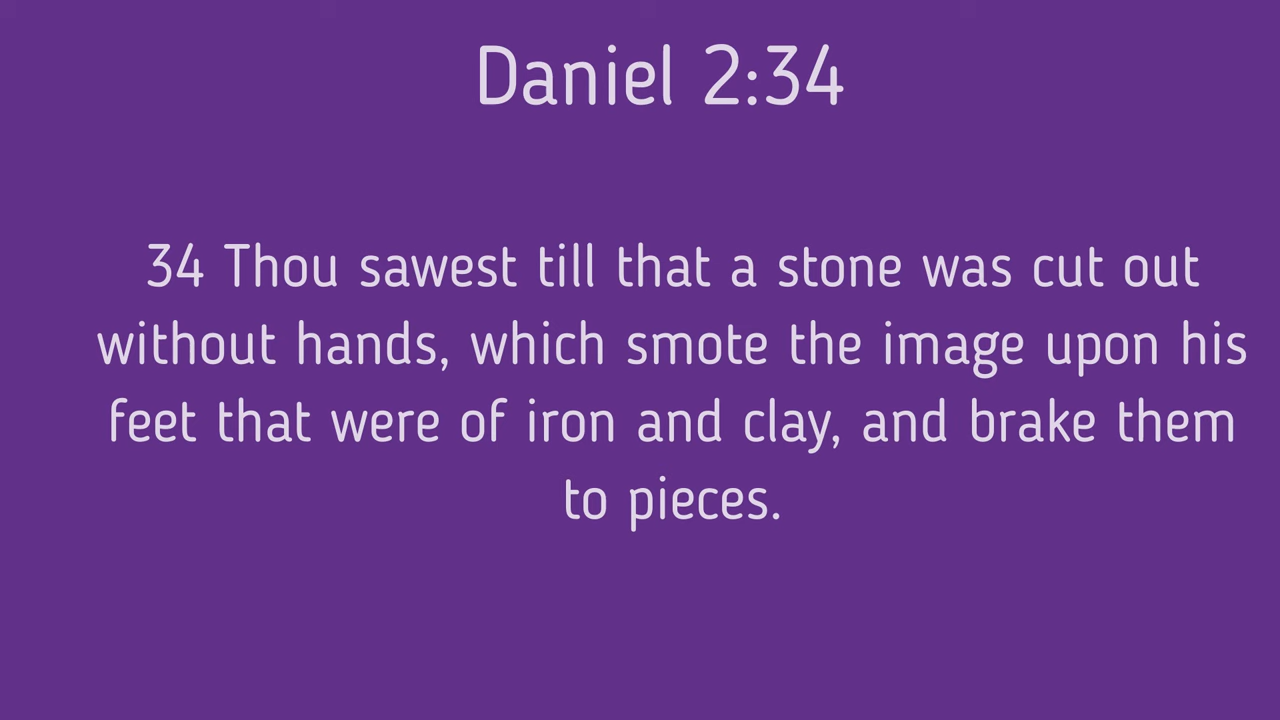 Daniel 2:34
34 Thou sawest till that a stone was cut out
without hands, which smote the image upon his
feet that were of iron and clay, and brake them
to pieces.